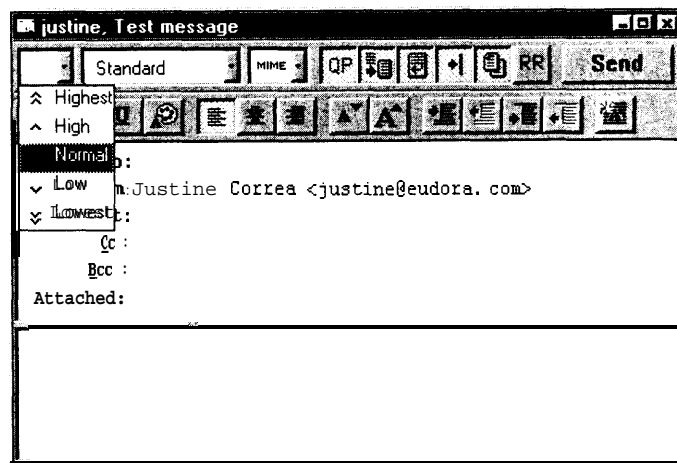 justine, Test message
Standard MIME QP RR Send
Highest
High
Normal
Low
Lowest
o:
m: Justine Correa <justine@eudora.com>
t:
Cc:
Bcc:
Attached: